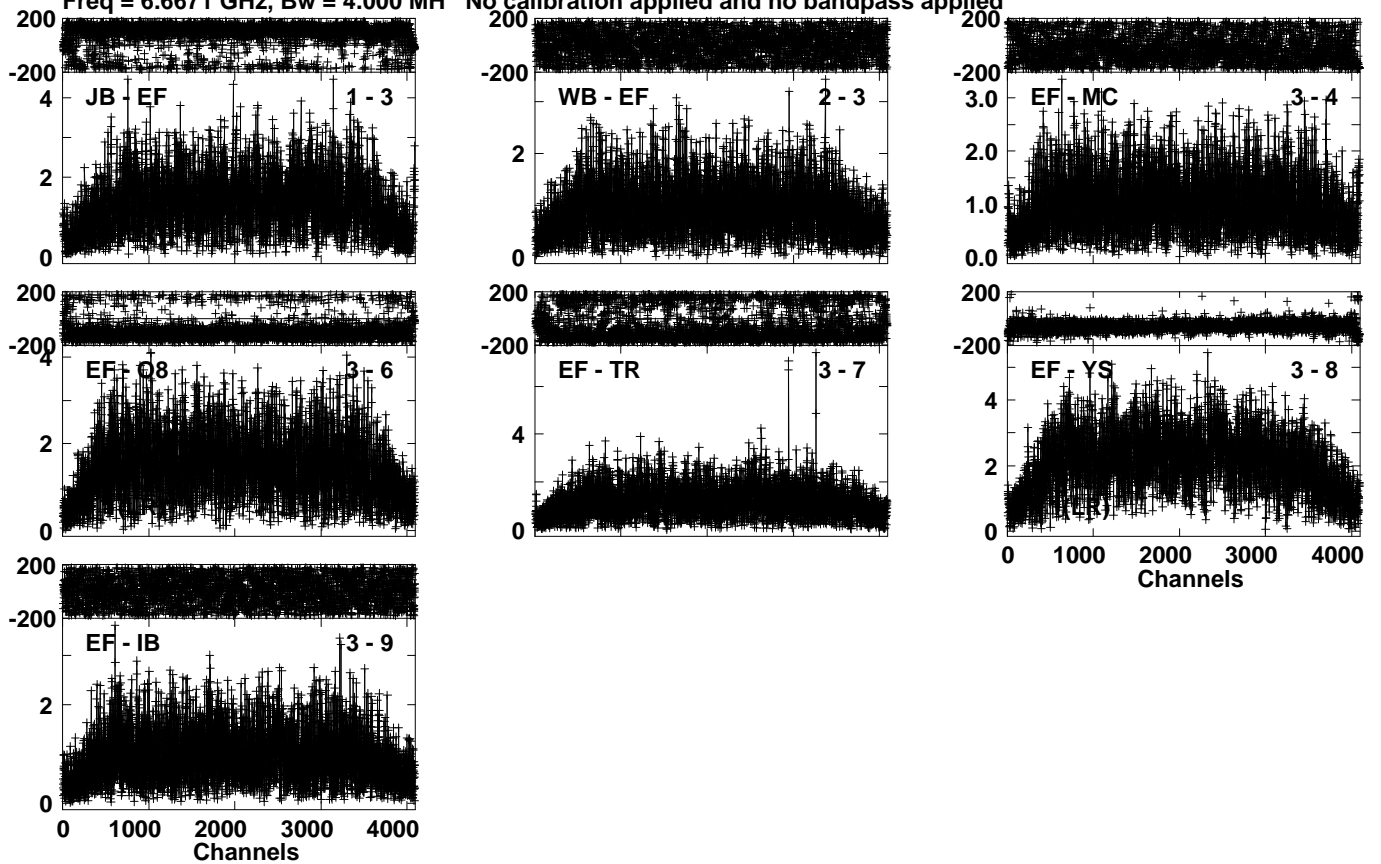 Freq = 6.6671 GHz, Bw = 4.000 MH No calibration applied and no bandpass applied
200 200 200
-200 -200 -200
JB - EF 1 - 3 WB - EF 2 - 3 EF - MC 3 - 4
4 3.0
2 2 2.0
1.0
0 0 0.0
200 200 200
-200 -200 -200
EF - O8 3 - 6 EF - TR 3 - 7 EF - YS 3 - 8
4 4 4
2 2
0 0 0
(LR)
0 1000 2000 3000 4000
Channels
200
-200
EF - IB 3 - 9
2
0
0 1000 2000 3000 4000
Channels